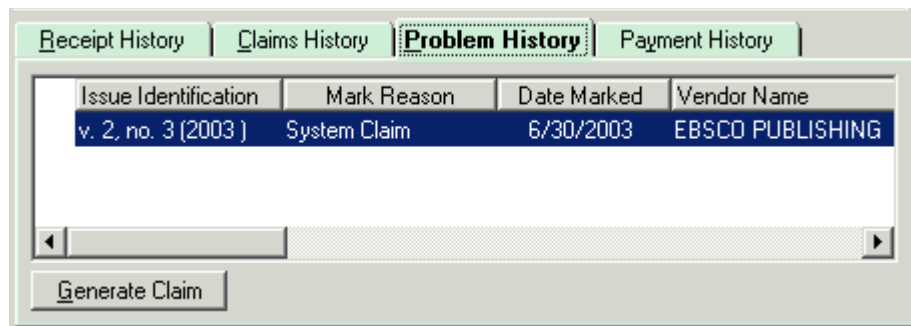 Receipt History Claims History Problem History Payment History
Issue Identification Mark Reason Date Marked Vendor Name
v. 2, no. 3 (2003 ) System Claim 6/30/2003 EBSCO PUBLISHING
Generate Claim